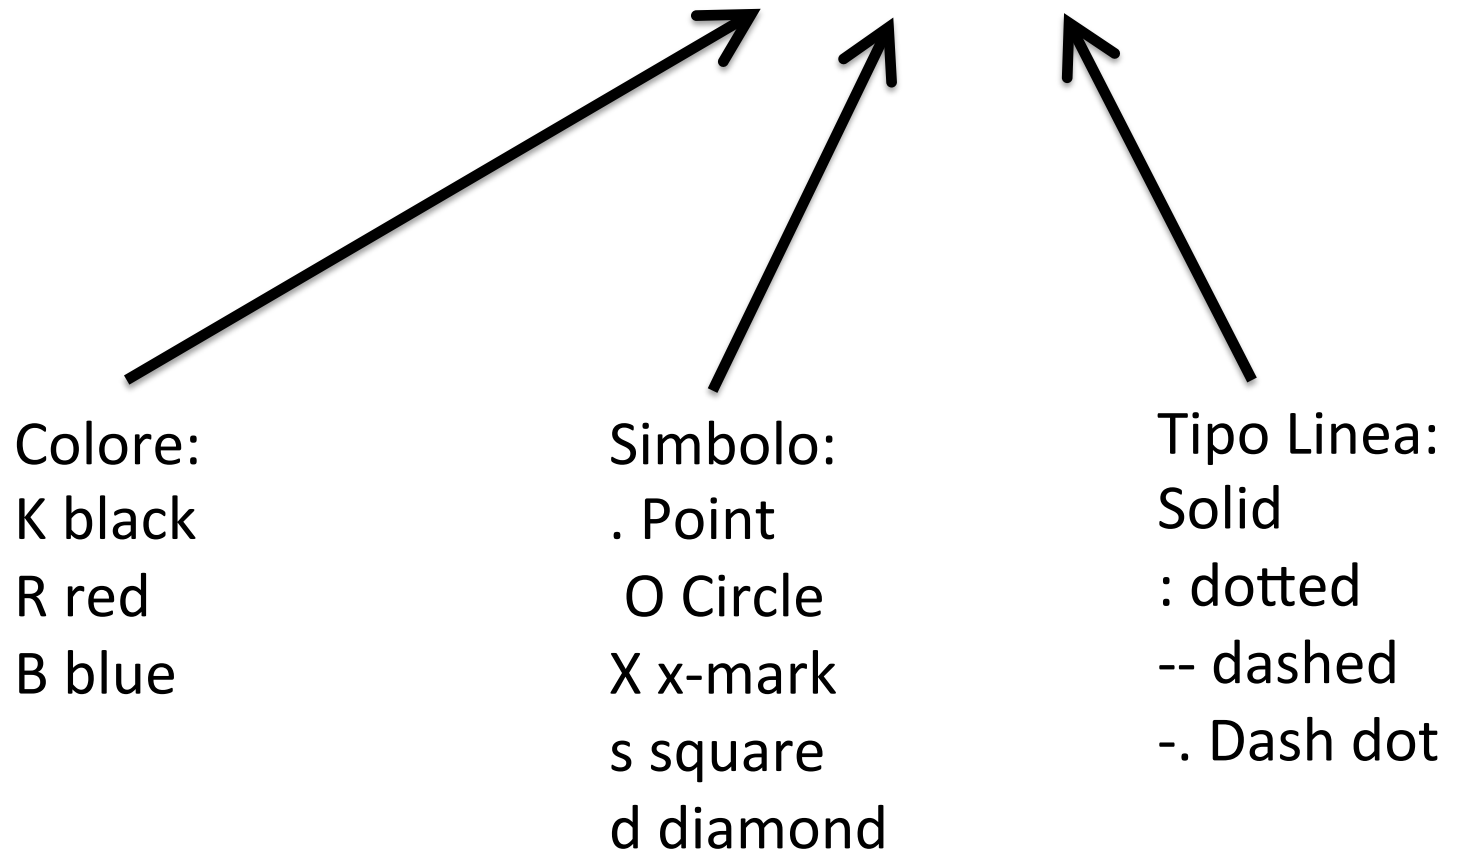 Colore:
K black
R red
B blue
Simbolo:
. Point
O Circle
X x-mark
s square
d diamond
Tipo Linea:
Solid
: dotted
-- dashed
-. Dash dot